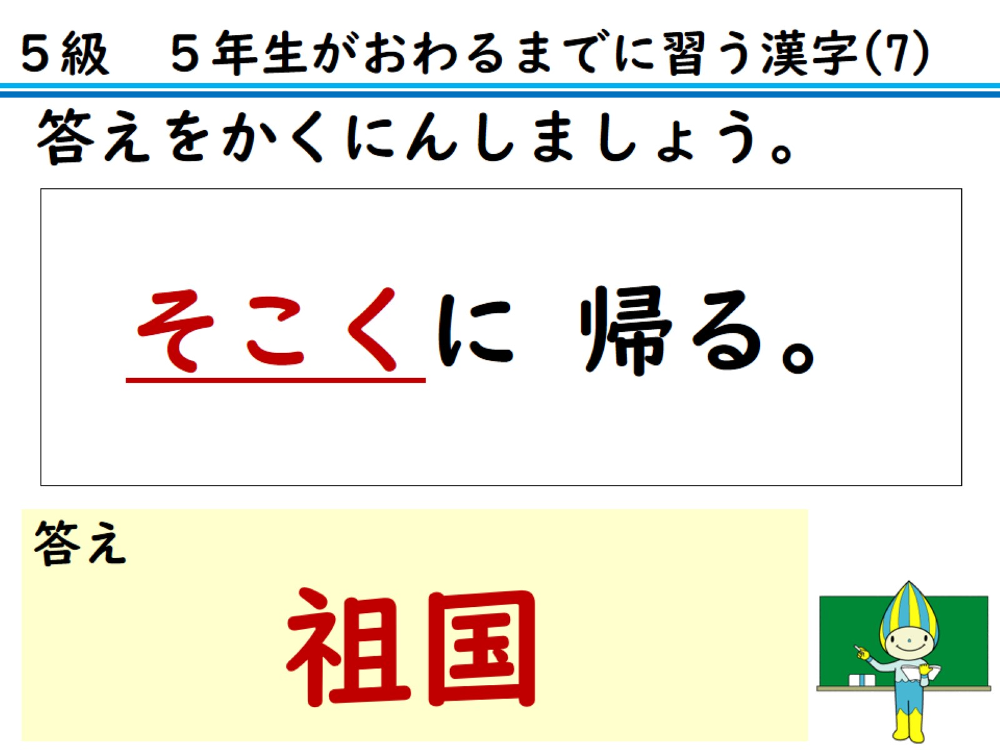 ５級　５年生がおわるまでに習う漢字(7)
答えをかくにんしましょう。
そこくに 帰る。
答え
祖国